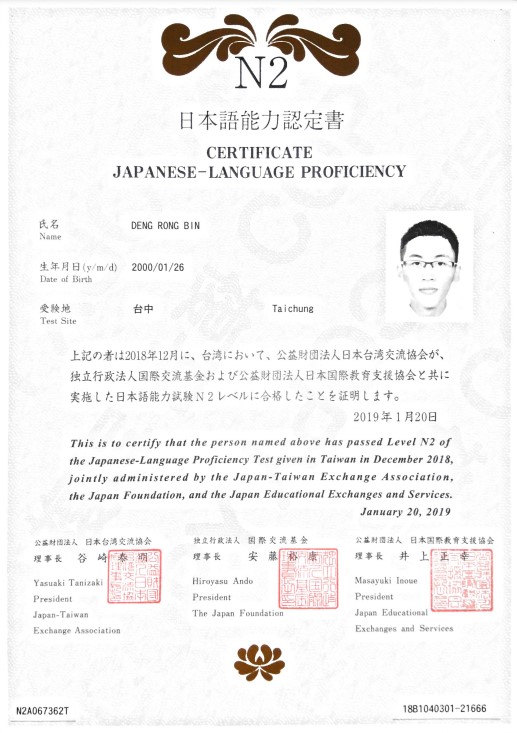 N2
日本語能力認定書
CERTIFICATE
JAPANESE-LANGUAGE PROFICIENCY
氏名 DENG RONG BIN
Name
生年月日(y/m/d) 2000/01/26
Date of Birth
受験地 台中 Taichung
Test Site
上記の者は2018年12月に、台湾において、公益財団法人日本台湾交流協会が、
独立行政法人国際交流基金および公益財団法人日本国際教育支援協会と共に
実施した日本語能力試験N2レベルに合格したことを証明します。
2019年1月20日
This is to certify that the person named above has passed Level N2 of
the Japanese-Language Proficiency Test given in Taiwan in December 2018,
jointly administered by the Japan-Taiwan Exchange Association,
the Japan Foundation, and the Japan Educational Exchanges and Services.
January 20, 2019
公益財団法人 日本台湾交流協会
理事長 谷崎泰明
Yasuaki Tanizaki
President
Japan-Taiwan
Exchange Association
独立行政法人 国際交流基金
理事長 安藤裕康
Hiroyasu Ando
President
The Japan Foundation
公益財団法人 日本国際教育支援協会
理事長 井上正幸
Masayuki Inoue
President
Japan Educational
Exchanges and Services
N2A067362T
18B1040301-21666